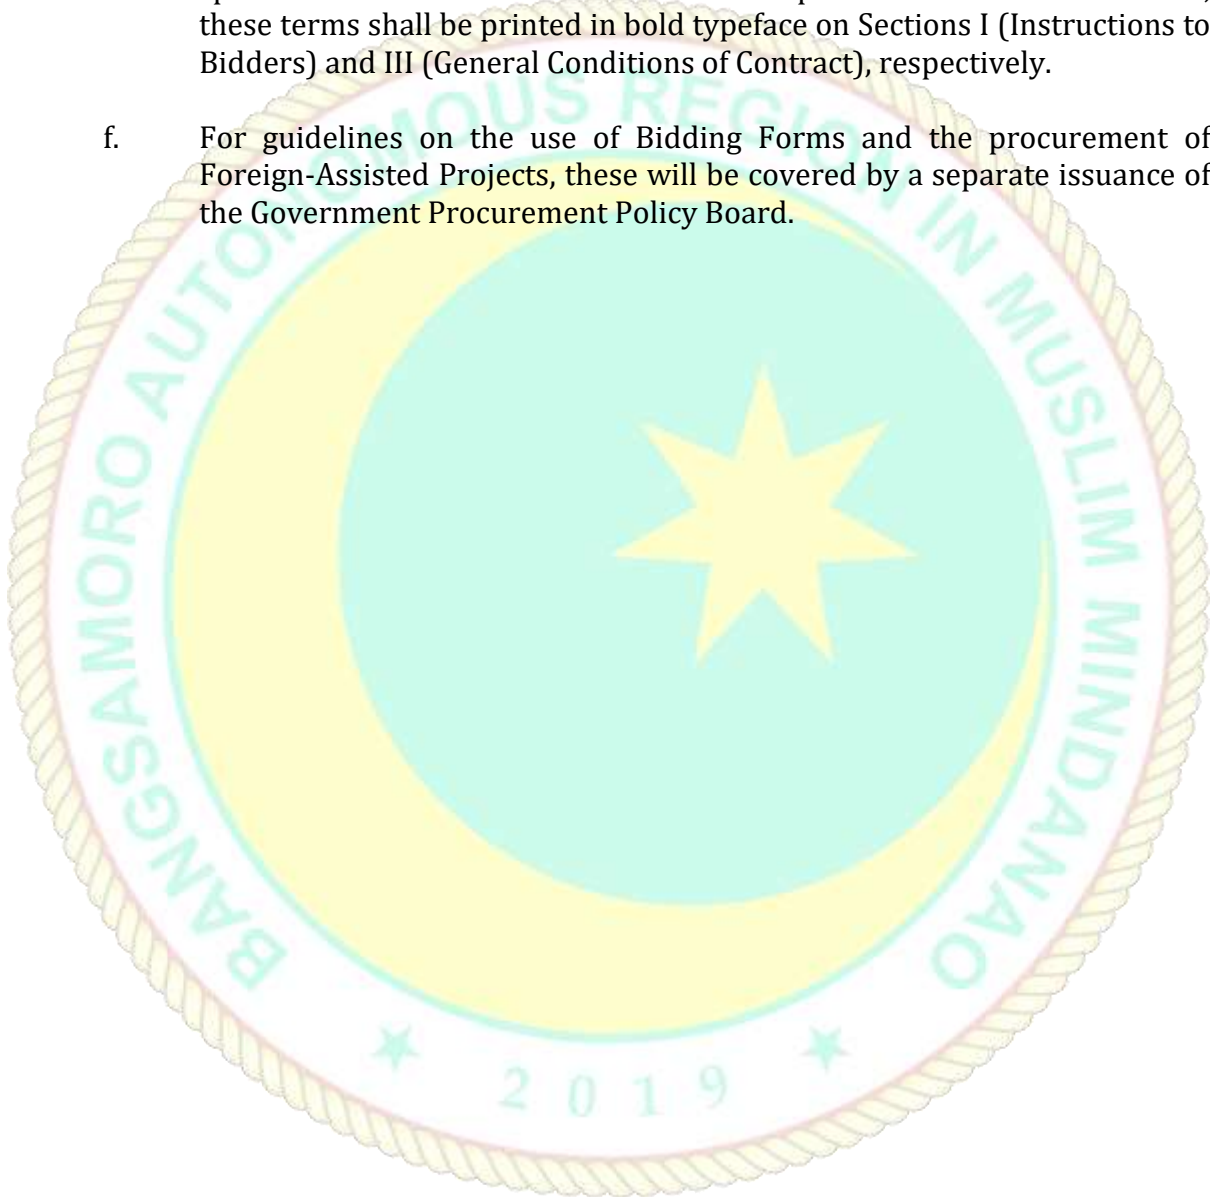 these terms shall be printed in bold typeface on Sections I (Instructions to
Bidders) and III (General Conditions of Contract), respectively.
f. For guidelines on the use of Bidding Forms and the procurement of
Foreign-Assisted Projects, these will be covered by a separate issuance of
the Government Procurement Policy Board.
BANGSAMORO AUTONOMOUS REGION IN MUSLIM MINDANAO
2019